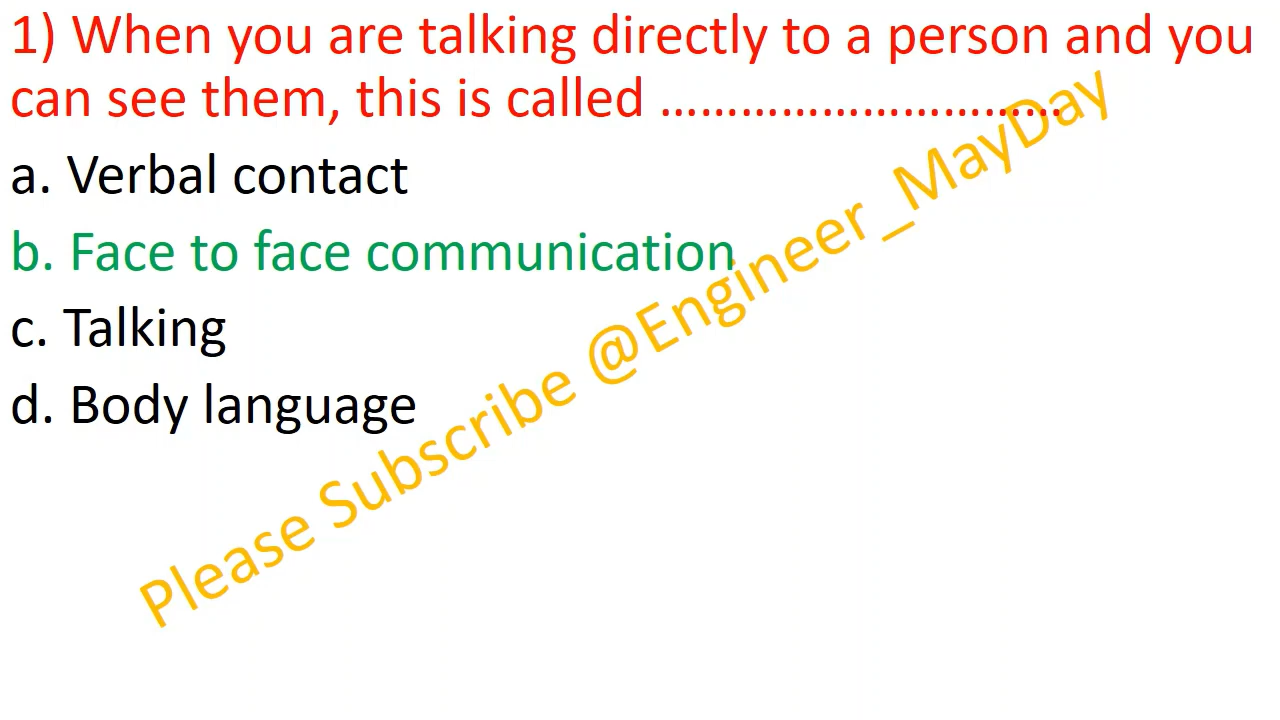 1) When you are talking directly to a person and you
can see them, this is called …………………………
a. Verbal contact
b. Face to face communication
c. Talking
d. Body language
Please Subscribe @Engineer_MayDay